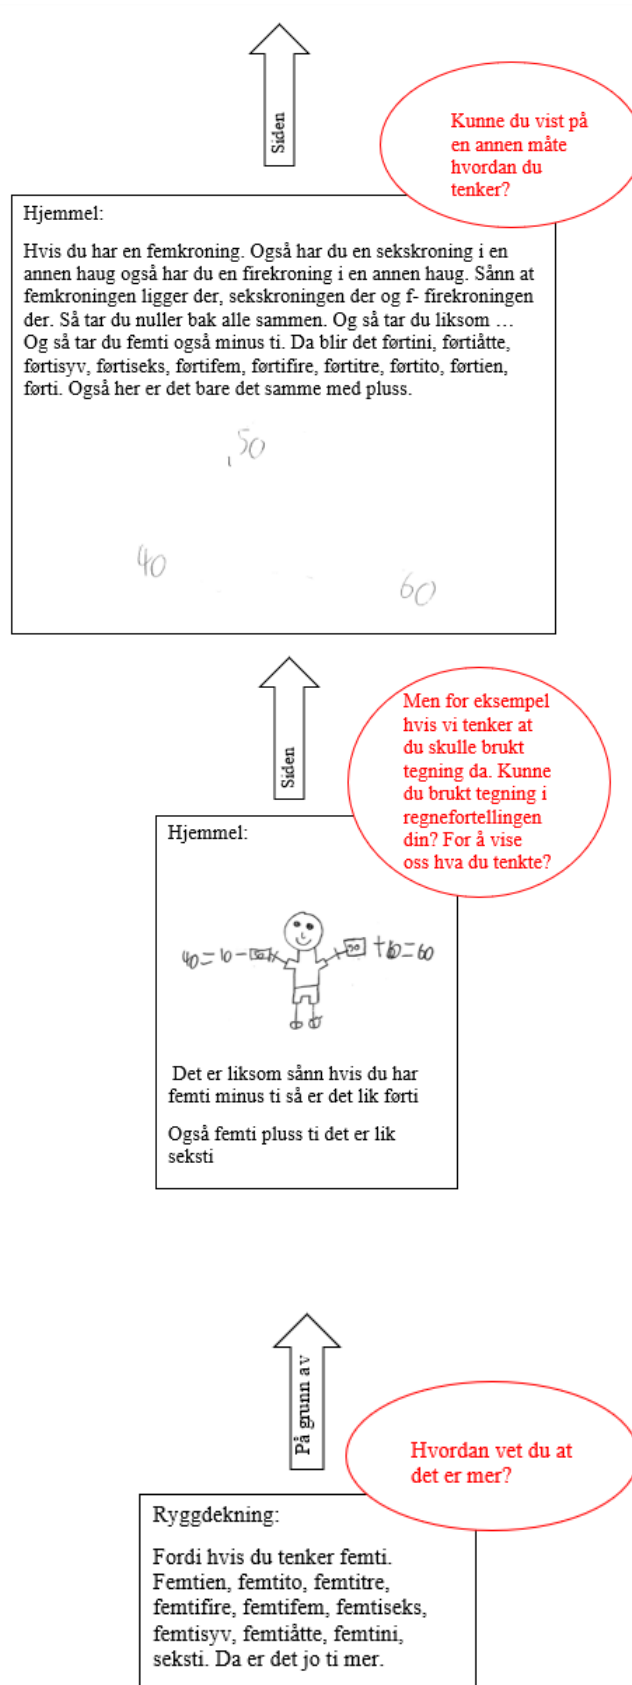 Siden
Kunne du vist på
en annen måte
hvordan du
tenker?
Hjemmel:
Hvis du har en femkroning. Også har du en sekskroning i en
annen haug også har du en firekroning i en annen haug. Sånn at
femkroningen ligger der, sekskroningen der og f- firekroningen
der. Så tar du nuller bak alle sammen. Og så tar du liksom …
Og så tar du femti også minus ti. Da blir det førtini, førtiåtte,
førtisyv, førtiseks, førtifem, førtifire, førtitre, førtito, førtien,
førti. Også her er det bare det samme med pluss.
50
40
60
Siden
Men for eksempel
hvis vi tenker at
du skulle brukt
tegning da. Kunne
du brukt tegning i
regnefortellingen
din? For å vise
oss hva du tenkte?
Hjemmel:
40=10-50 50+10=60
Det er liksom sånn hvis du har
femti minus ti så er det lik førti
Også femti pluss ti det er lik
seksti
På grunn av
Hvordan vet du at
det er mer?
Ryggdekning:
Fordi hvis du tenker femti.
Femtien, femtito, femtitre,
femtifire, femtifem, femtiseks,
femtisyv, femtiåtte, femtini,
seksti. Da er det jo ti mer.